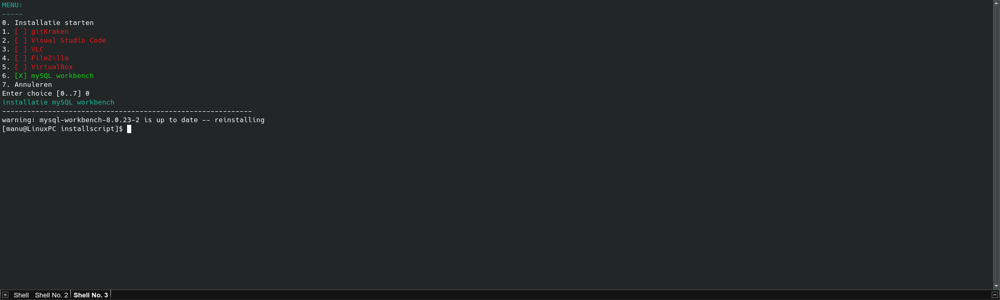 MENU:
-----
0. Installatie starten
1. [ ] gitKraken
2. [ ] Visual Studio Code
3. [ ] VLC
4. [ ] FileZilla
5. [ ] VirtualBox
6. [X] mySQL workbench
7. Annuleren
Enter choice [0..7] 0
installatie mySQL workbench
------------------------------------------------------------
warning: mysql-workbench-8.0.23-2 is up to date -- reinstalling
[manu@LinuxPC installscript]$
Shell Shell No. 2 Shell No. 3